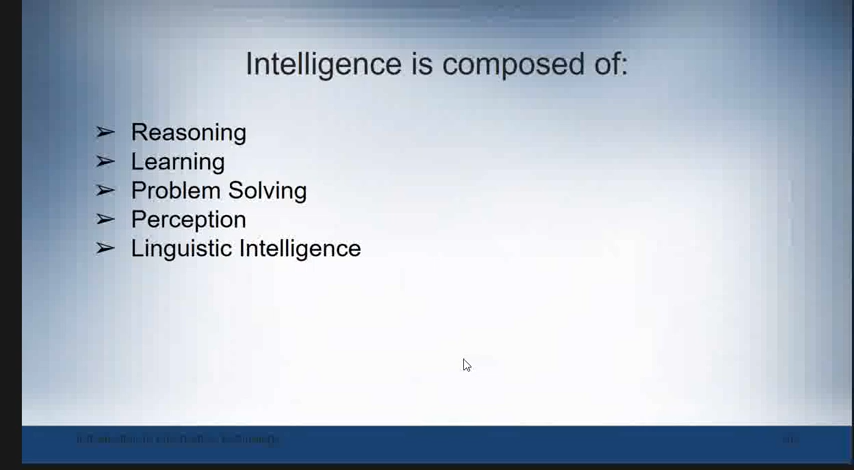 Intelligence is composed of:
➢ Reasoning
➢ Learning
➢ Problem Solving
➢ Perception
➢ Linguistic Intelligence